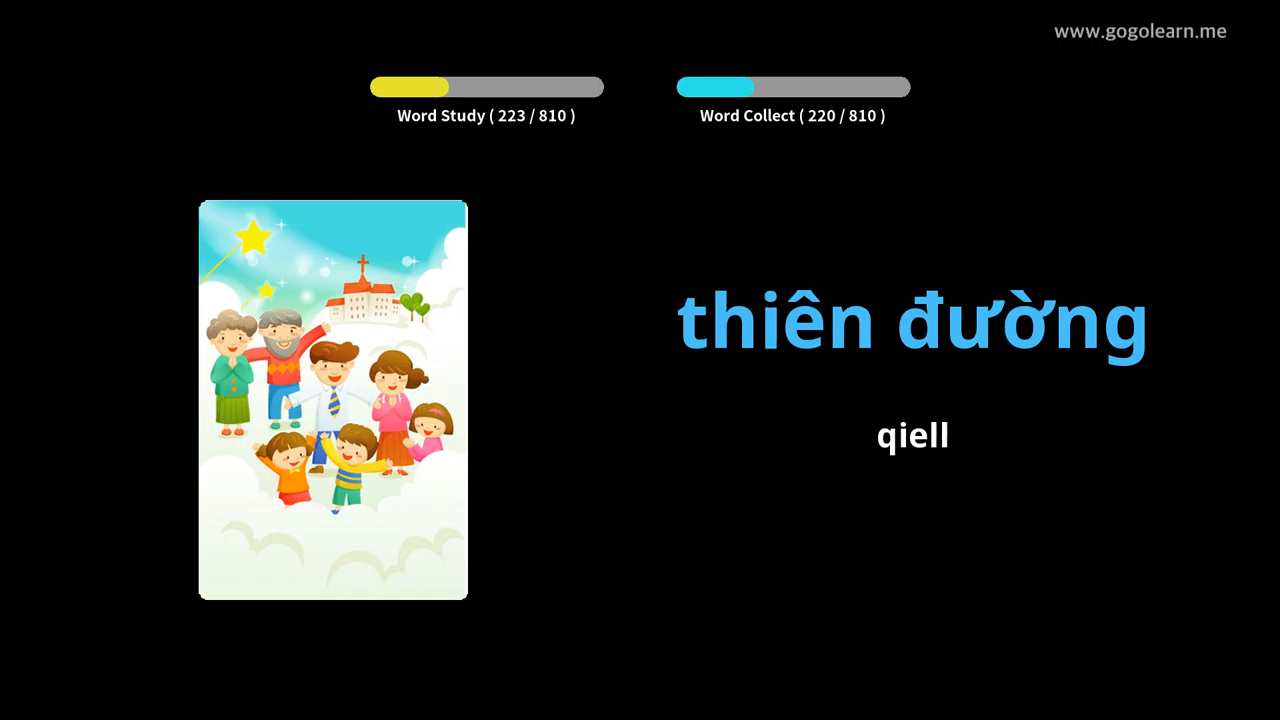 www.gogolearn.me
Word Study ( 223 / 810 )
Word Collect ( 220 / 810 )
thiên đường
qiell